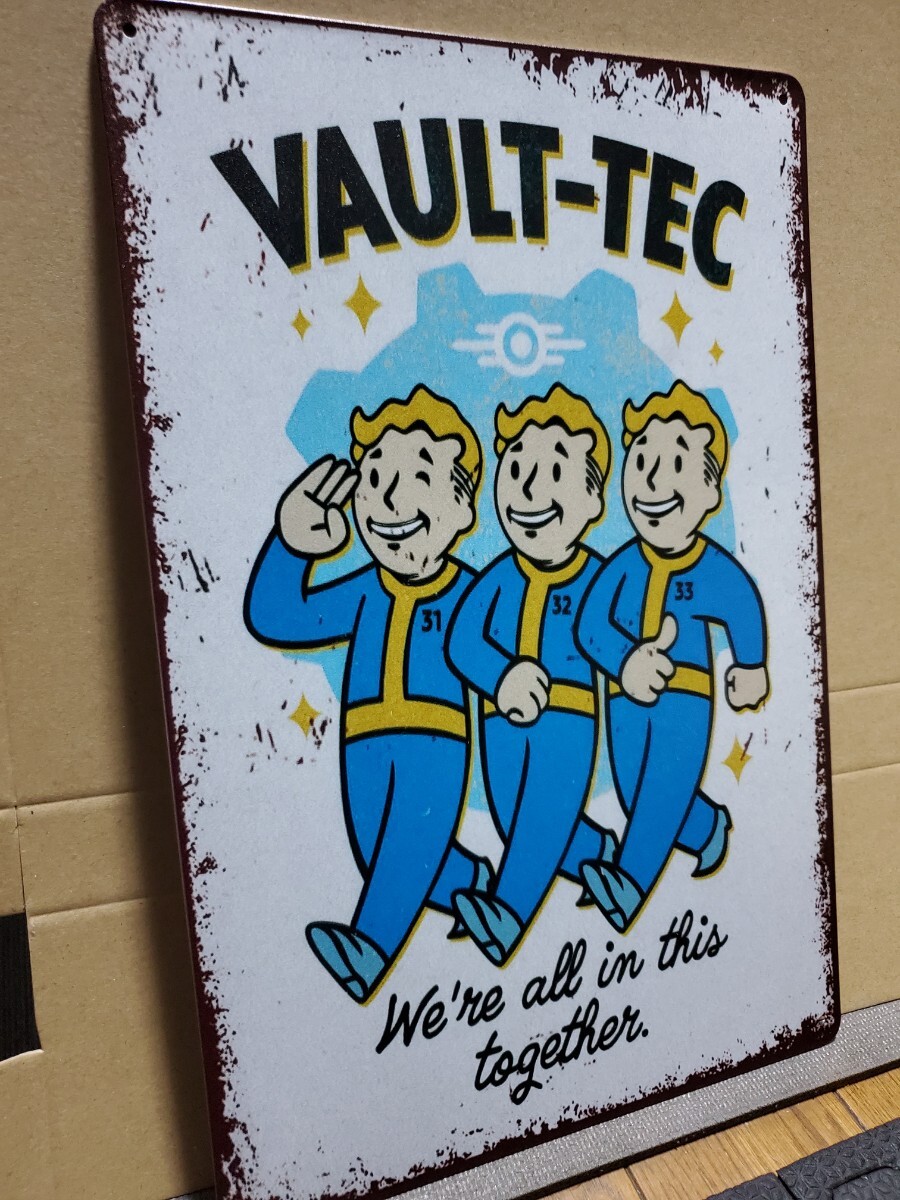 VAULT-TEC
31
32
33
We're all in this
together.